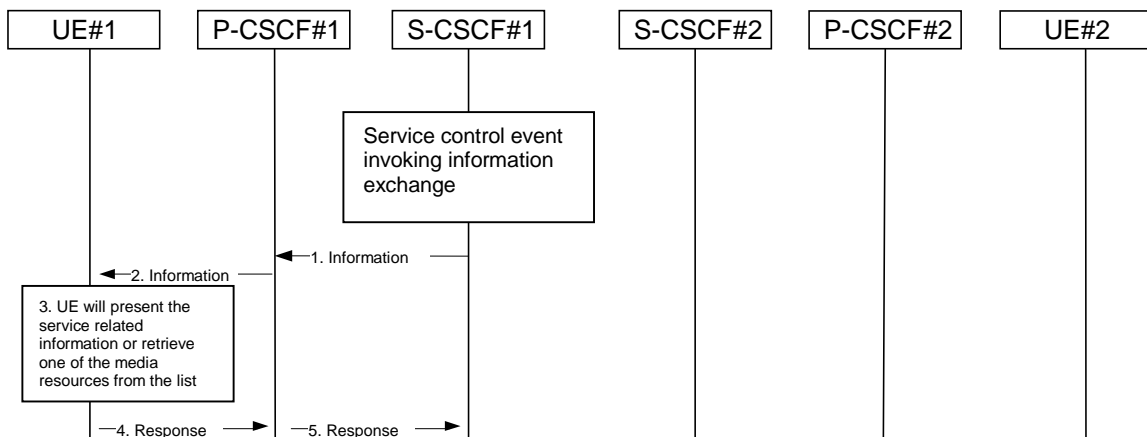 UE#1
P-CSCF#1
S-CSCF#1
S-CSCF#2
P-CSCF#2
UE#2
Service control event
invoking information
exchange
1. Information
2. Information
3. UE will present the
service related
information or retrieve
one of the media
resources from the list
4. Response
5. Response